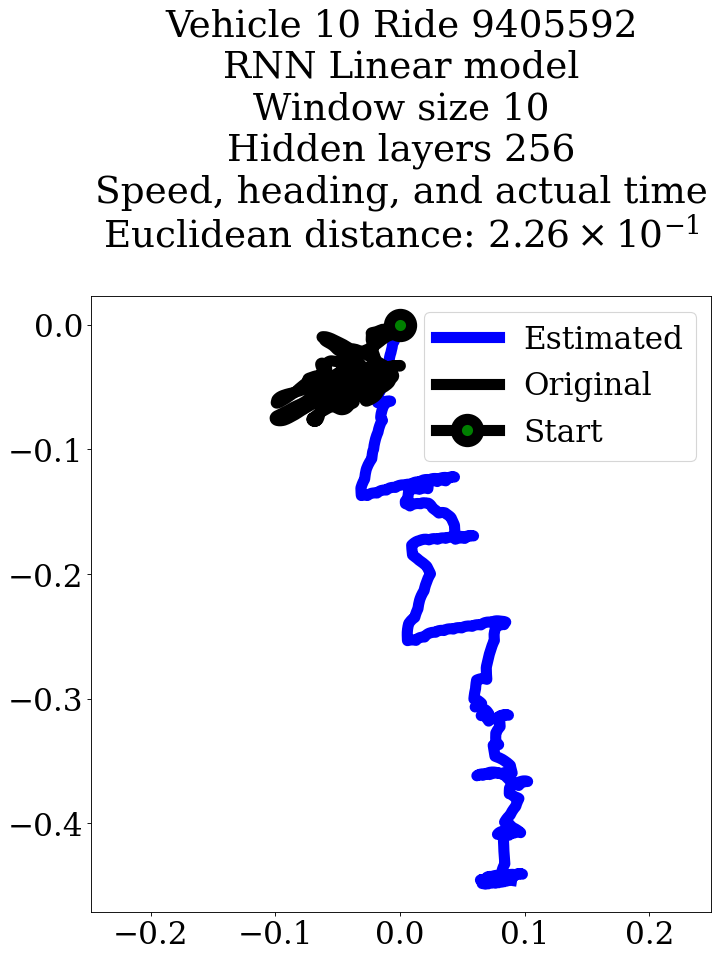 Vehicle 10 Ride 9405592
RNN Linear model
Window size 10
Hidden layers 256
Speed, heading, and actual time
Euclidean distance: 2.26 × 10⁻¹
Estimated
Original
Start
0.0
−0.1
−0.2
−0.3
−0.4
−0.2 −0.1 0.0 0.1 0.2